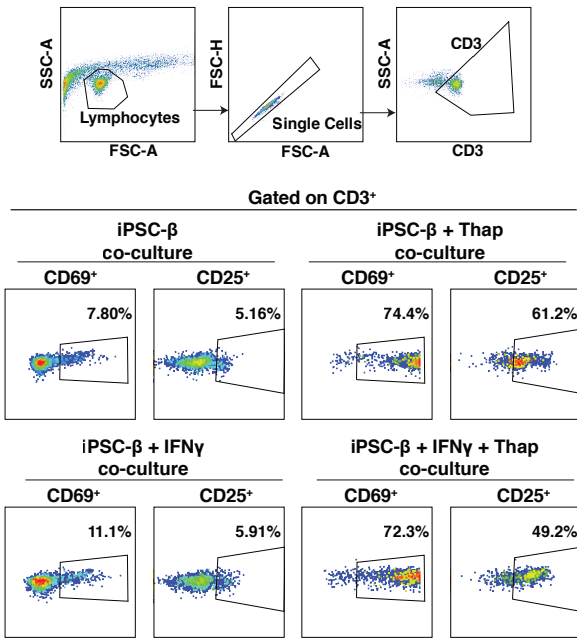 SSC-A
Lymphocytes
FSC-A
FSC-H
Single Cells
FSC-A
SSC-A
CD3
CD3
Gated on CD3⁺
iPSC-β
co-culture
iPSC-β + Thap
co-culture
CD69⁺
CD25⁺
CD69⁺
CD25⁺
7.80%
5.16%
74.4%
61.2%
iPSC-β + IFNγ
co-culture
iPSC-β + IFNγ + Thap
co-culture
CD69⁺
CD25⁺
CD69⁺
CD25⁺
11.1%
5.91%
72.3%
49.2%